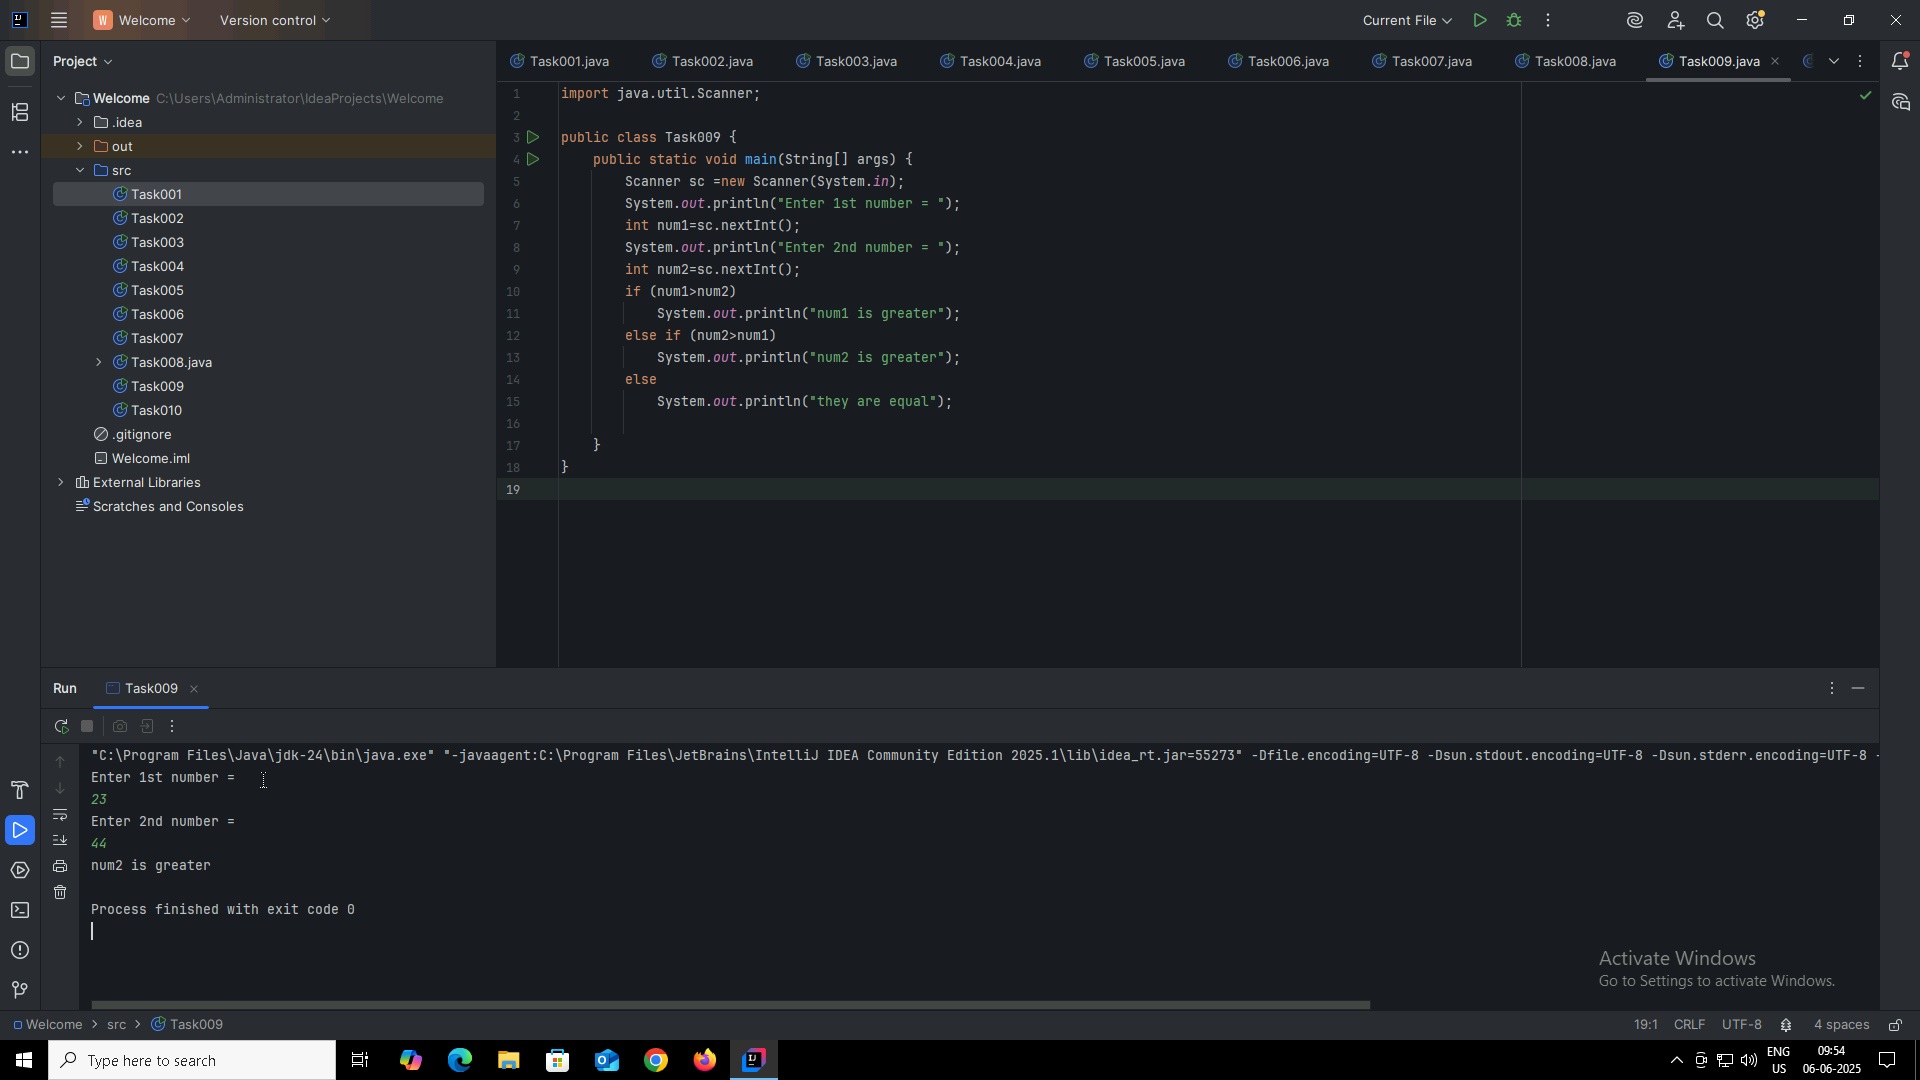 W Welcome Version control Current File
Project
Task001.java Task002.java Task003.java Task004.java Task005.java Task006.java Task007.java Task008.java Task009.java
Welcome C:\Users\Administrator\IdeaProjects\Welcome
.idea
out
src
Task001
Task002
Task003
Task004
Task005
Task006
Task007
Task008.java
Task009
Task010
.gitignore
Welcome.iml
External Libraries
Scratches and Consoles
1 import java.util.Scanner;
2
3 public class Task009 {
4 public static void main(String[] args) {
5 Scanner sc =new Scanner(System.in);
6 System.out.println("Enter 1st number = ");
7 int num1=sc.nextInt();
8 System.out.println("Enter 2nd number = ");
9 int num2=sc.nextInt();
10 if (num1>num2)
11 System.out.println("num1 is greater");
12 else if (num2>num1)
13 System.out.println("num2 is greater");
14 else
15 System.out.println("they are equal");
16
17 }
18 }
19
Run Task009
"C:\Program Files\Java\jdk-24\bin\java.exe" "-javaagent:C:\Program Files\JetBrains\IntelliJ IDEA Community Edition 2025.1\lib\idea_rt.jar=55273" -Dfile.encoding=UTF-8 -Dsun.stdout.encoding=UTF-8 -Dsun.stderr.encoding=UTF-8 -
Enter 1st number =
23
Enter 2nd number =
44
num2 is greater
Process finished with exit code 0
Activate Windows
Go to Settings to activate Windows.
Welcome > src > Task009 19:1 CRLF UTF-8 4 spaces
Type here to search
ENG
US
09:54
06-06-2025